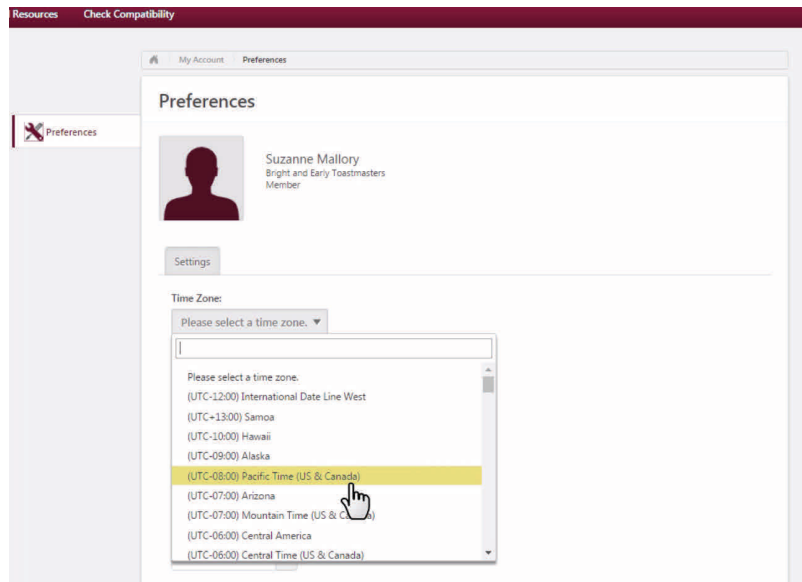 Resources Check Compatibility
My Account Preferences
Preferences
Preferences
Suzanne Mallory
Bright and Early Toastmasters
Member
Settings
Time Zone:
Please select a time zone.
Please select a time zone.
(UTC-12:00) International Date Line West
(UTC+13:00) Samoa
(UTC-10:00) Hawaii
(UTC-09:00) Alaska
(UTC-08:00) Pacific Time (US & Canada)
(UTC-07:00) Arizona
(UTC-07:00) Mountain Time (US & Canada)
(UTC-06:00) Central America
(UTC-06:00) Central Time (US & Canada)